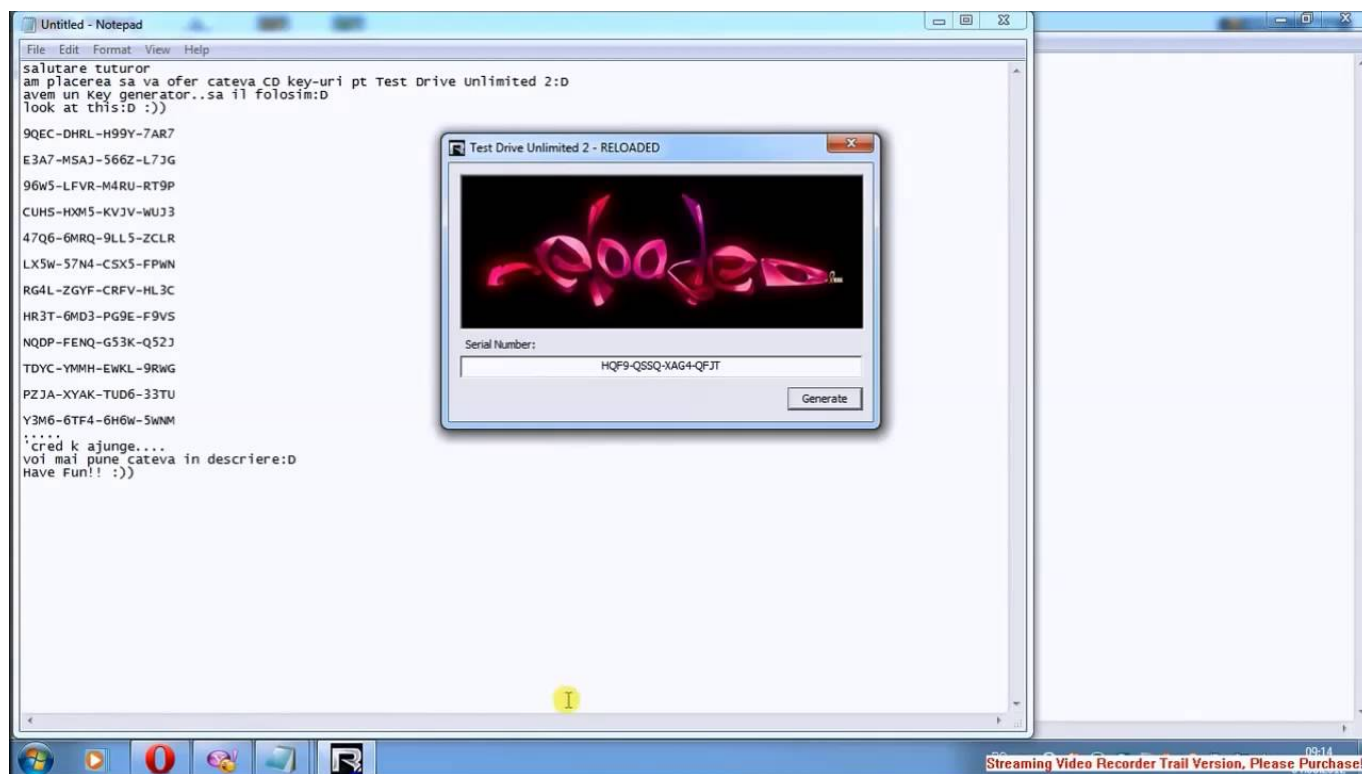 Untitled - Notepad
File Edit Format View Help
salutare tuturor
am placerea sa va ofer cateva CD key-uri pt Test Drive Unlimited 2:D
avem un Key generator..sa il folosim:D
look at this:D :))
9QEC-DHRL-H99Y-7AR7
E3A7-MSAJ-566Z-L7JG
96W5-LFVR-M4RU-RT9P
CUHS-HXM5-KVJV-WUJ3
47Q6-6MRQ-9LL5-ZCLR
LX5W-57N4-CSX5-FPWN
RG4L-ZGYF-CRFV-HL3C
HR3T-6MD3-PG9E-F9VS
NQDP-FENQ-G53K-Q52J
TDYC-YMMH-EWKL-9RWG
PZJA-XYAK-TUD6-33TU
Y3M6-6TF4-6H6W-5WNM
.....
'cred k ajunge....
voi mai pune cateva in descriere:D
Have Fun!! :))
Test Drive Unlimited 2 - RELOADED
reloaded
Serial Number:
HQF9-QSSQ-XAG4-QFJT
Generate
09:14
Streaming Video Recorder Trail Version, Please Purchase!